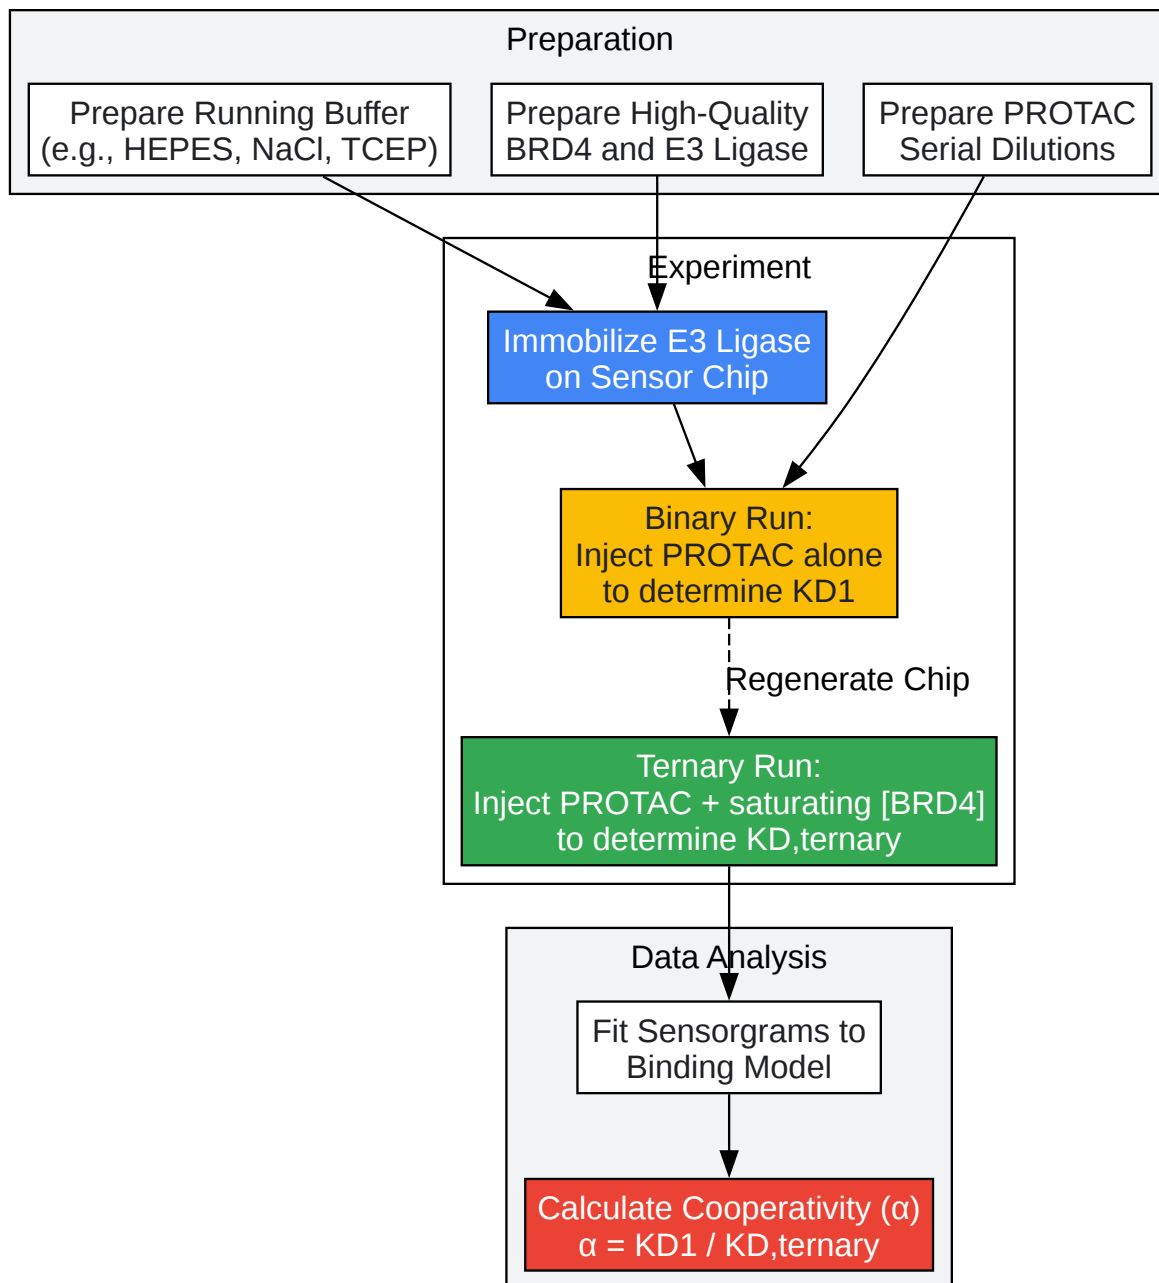 Preparation
Prepare Running Buffer
(e.g., HEPES, NaCl, TCEP)
Prepare High-Quality
BRD4 and E3 Ligase
Prepare PROTAC
Serial Dilutions
Experiment
Immobilize E3 Ligase
on Sensor Chip
Binary Run:
Inject PROTAC alone
to determine KD1
Regenerate Chip
Ternary Run:
Inject PROTAC + saturating [BRD4]
to determine KD,ternary
Data Analysis
Fit Sensorgrams to
Binding Model
Calculate Cooperativity (α)
α = KD1 / KD,ternary